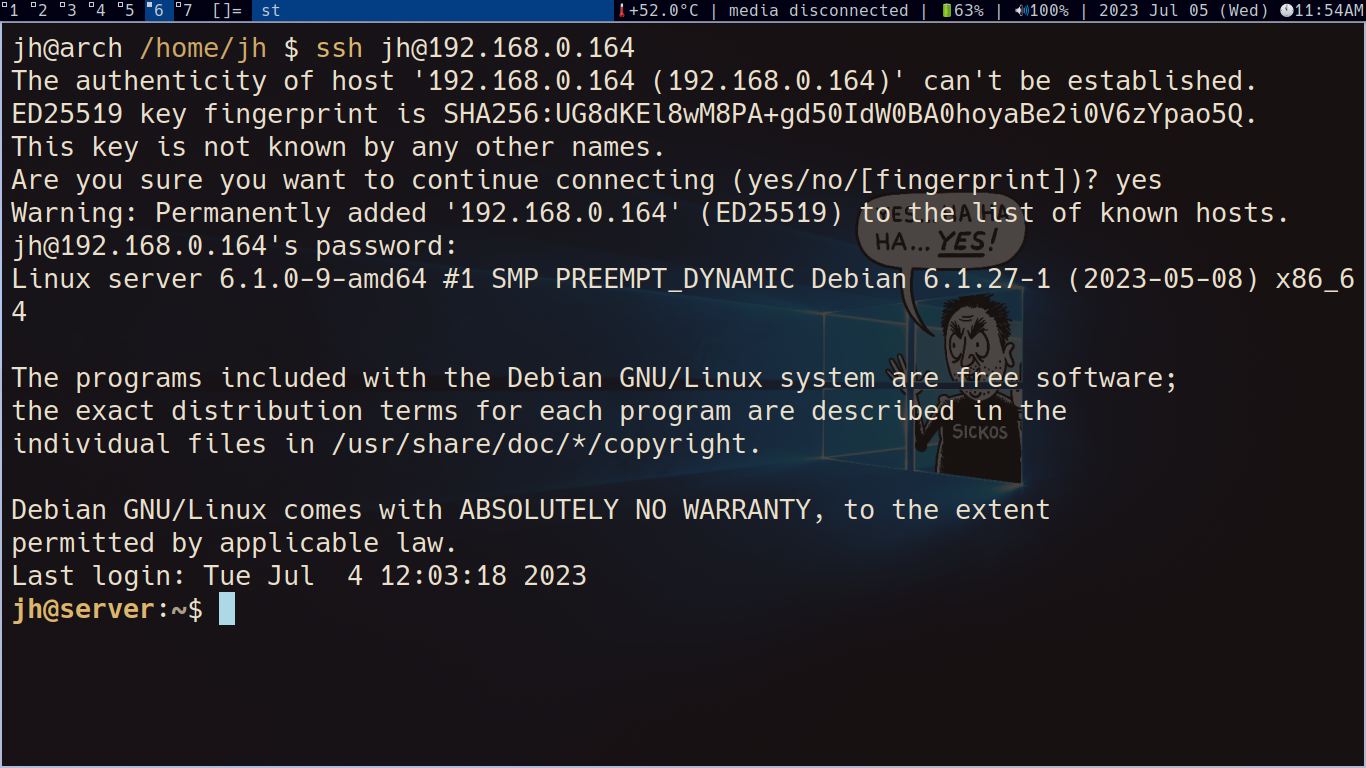 1 2 3 4 5 6 7 []= st +52.0°C | media disconnected | 63% | 100% | 2023 Jul 05 (Wed) 11:54AM
jh@arch /home/jh $ ssh jh@192.168.0.164
The authenticity of host '192.168.0.164 (192.168.0.164)' can't be established.
ED25519 key fingerprint is SHA256:UG8dKEl8wM8PA+gd50IdW0BA0hoyaBe2i0V6zYpao5Q.
This key is not known by any other names.
Are you sure you want to continue connecting (yes/no/[fingerprint])? yes
Warning: Permanently added '192.168.0.164' (ED25519) to the list of known hosts.
jh@192.168.0.164's password:
Linux server 6.1.0-9-amd64 #1 SMP PREEMPT_DYNAMIC Debian 6.1.27-1 (2023-05-08) x86_6
4
The programs included with the Debian GNU/Linux system are free software;
the exact distribution terms for each program are described in the
individual files in /usr/share/doc/*/copyright.
Debian GNU/Linux comes with ABSOLUTELY NO WARRANTY, to the extent
permitted by applicable law.
Last login: Tue Jul  4 12:03:18 2023
jh@server:~$
HA... YES!
SICKOS